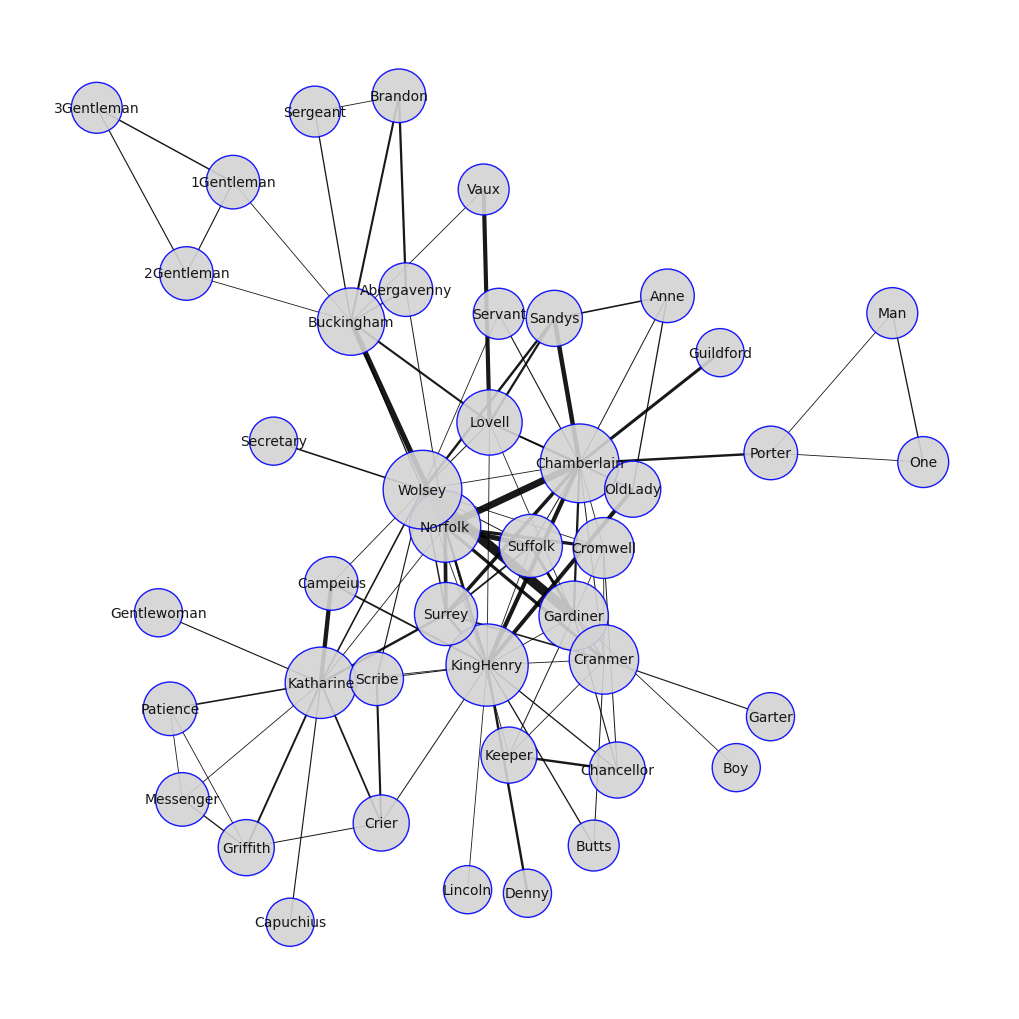 Brandon
3Gentleman
Sergeant
1Gentleman
Vaux
2Gentleman
Abergavenny
Anne
Servant
Sandys
Man
Buckingham
Guildford
Lovell
Secretary
Porter
Chamberlain
One
Wolsey
OldLady
Norfolk
Suffolk
Cromwell
Campeius
Gentlewoman
Surrey
Gardiner
KingHenry
Cranmer
Katharine
Scribe
Patience
Garter
Keeper
Boy
Chancellor
Messenger
Crier
Butts
Griffith
Lincoln
Denny
Capuchius